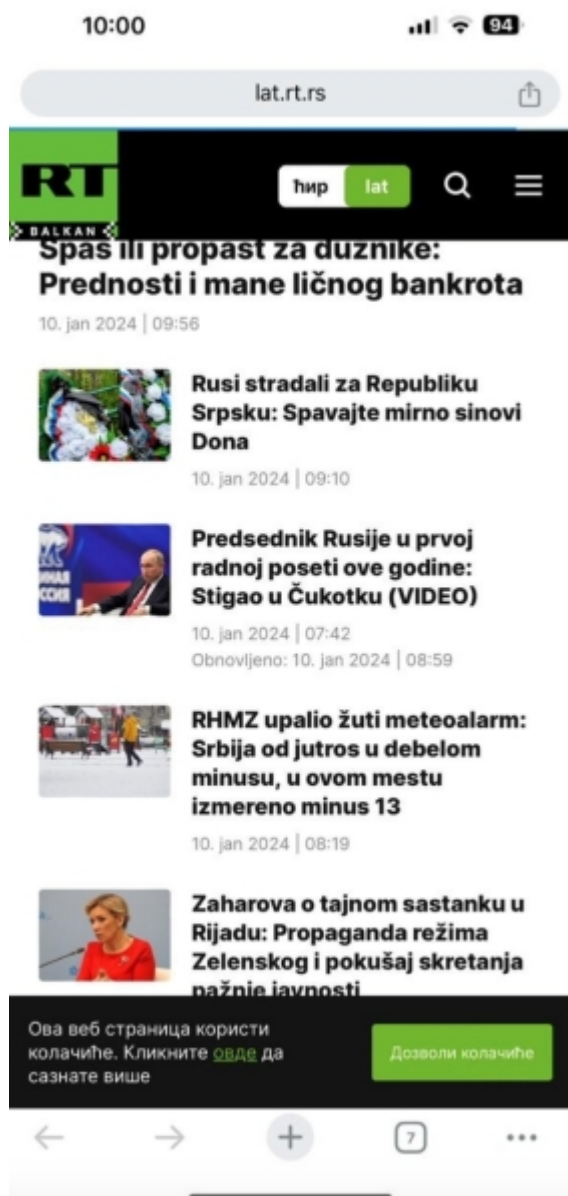 10:00
94
lat.rt.rs
RT
BALKAN
ћир lat
Spas ili propast za dužnike:
Prednosti i mane ličnog bankrota
10. jan 2024 | 09:56
Rusi stradali za Republiku
Srpsku: Spavajte mirno sinovi
Dona
10. jan 2024 | 09:10
ЕДИНАЯ
РОССИЯ
Predsednik Rusije u prvoj
radnoj poseti ove godine:
Stigao u Čukotku (VIDEO)
10. jan 2024 | 07:42
Obnovljeno: 10. jan 2024 | 08:59
RHMZ upalio žuti meteoalarm:
Srbija od jutros u debelom
minusu, u ovom mestu
izmereno minus 13
10. jan 2024 | 08:19
Zaharova o tajnom sastanku u
Rijadu: Propaganda režima
Zelenskog i pokušaj skretanja
pažnje javnosti
Ова веб страница користи
колачиће. Кликните овде да
сазнате више
Дозволи колачиће
7